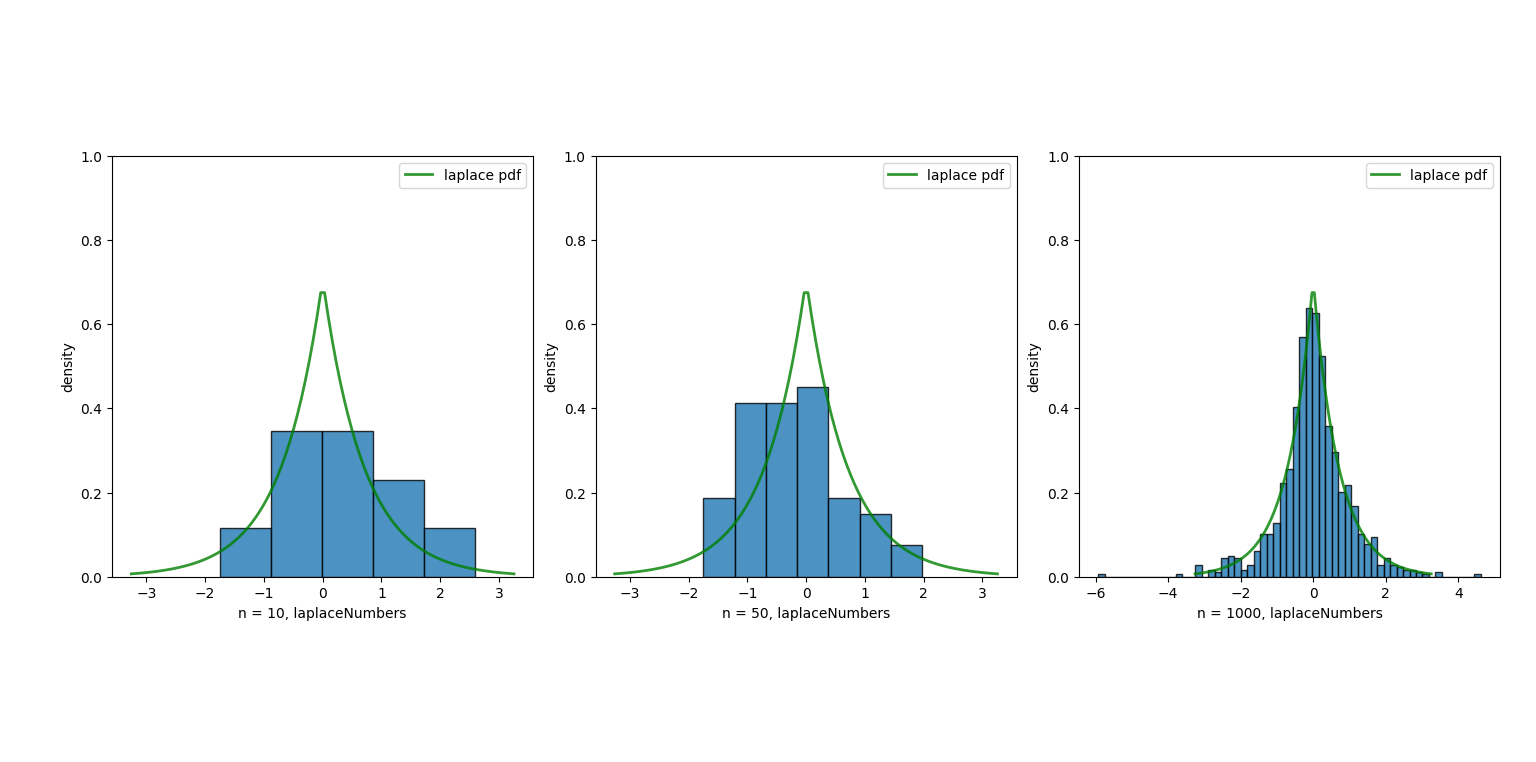 1.0
0.8
0.6
0.4
0.2
0.0
density
−3 −2 −1 0 1 2 3
n = 10, laplaceNumbers
laplace pdf
1.0
0.8
0.6
0.4
0.2
0.0
density
−3 −2 −1 0 1 2 3
n = 50, laplaceNumbers
laplace pdf
1.0
0.8
0.6
0.4
0.2
0.0
density
−6 −4 −2 0 2 4
n = 1000, laplaceNumbers
laplace pdf